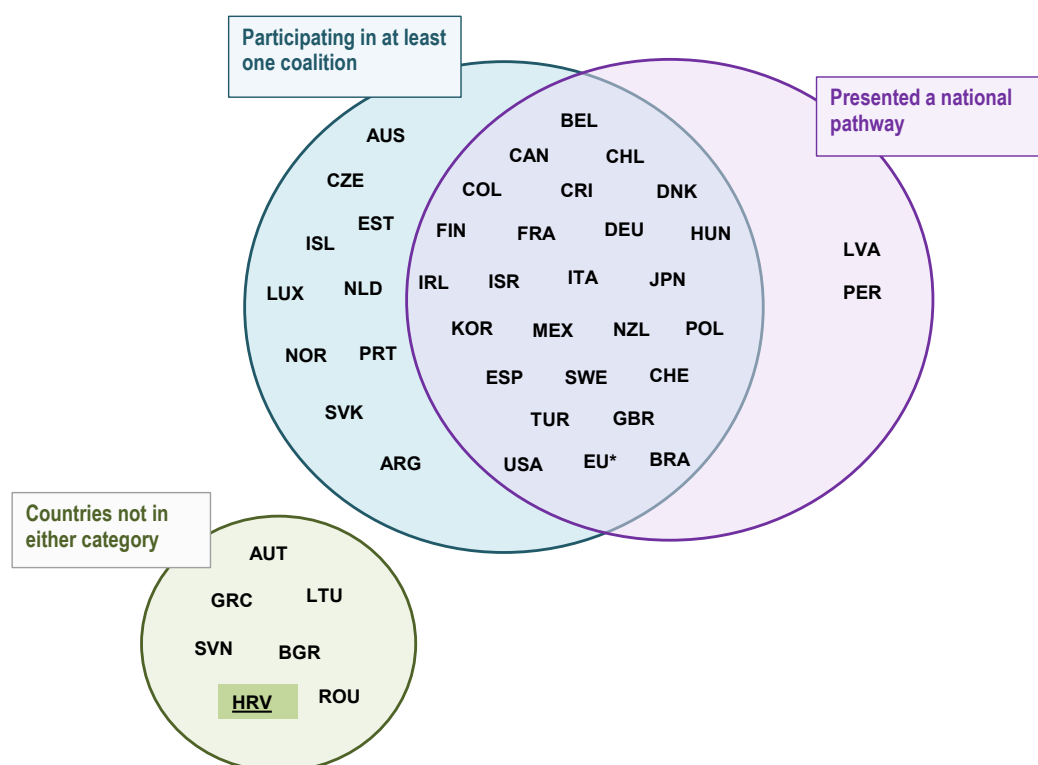 Participating in at least
one coalition
Presented a national
pathway
AUS
BEL
CAN
CHL
CZE
COL
CRI
DNK
EST
FIN
FRA
DEU
HUN
ISL
LVA
LUX
NLD
IRL
ISR
ITA
JPN
PER
NOR
PRT
KOR
MEX
NZL
POL
ESP
SWE
CHE
SVK
TUR
GBR
ARG
USA
EU*
BRA
Countries not in
either category
AUT
GRC
LTU
SVN
BGR
HRV
ROU